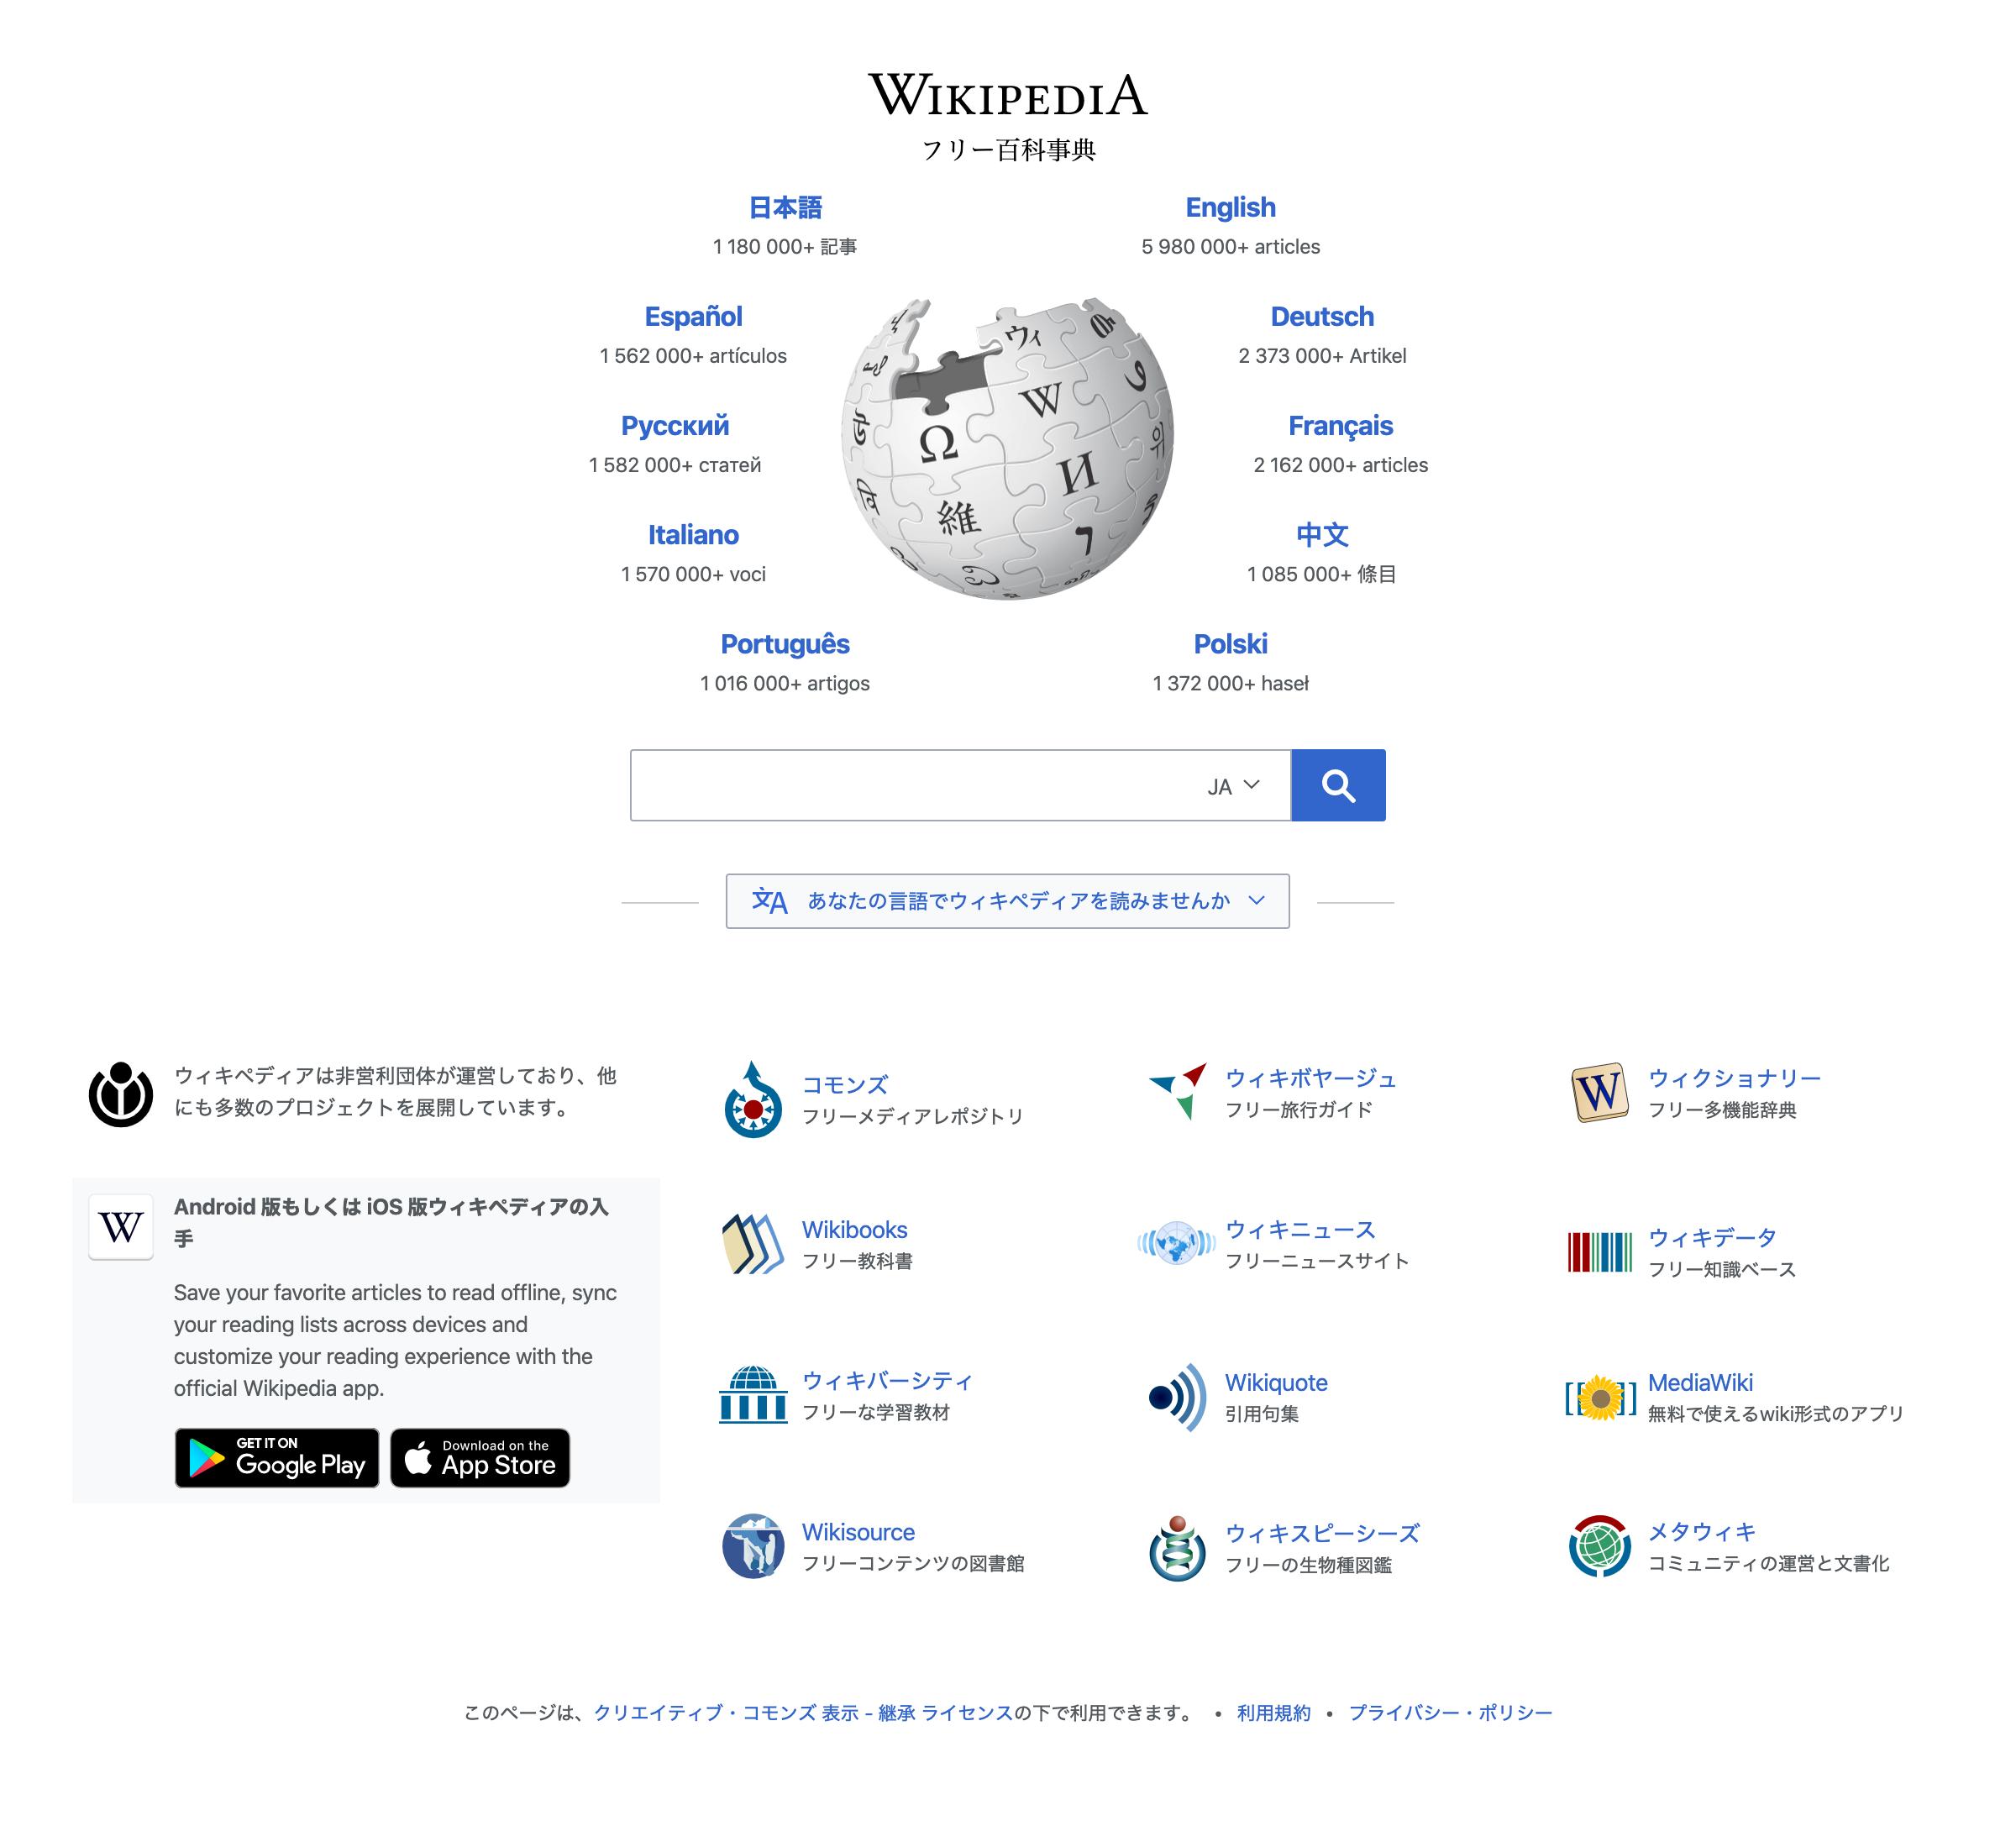 WIKIPEDIA
フリー百科事典
日本語
1 180 000+ 記事
English
5 980 000+ articles
Español
1 562 000+ artículos
Deutsch
2 373 000+ Artikel
Русский
1 582 000+ статей
Français
2 162 000+ articles
Italiano
1 570 000+ voci
中文
1 085 000+ 條目
Português
1 016 000+ artigos
Polski
1 372 000+ haseł
ウィ
W
Ω
И
維
JA
文A あなたの言語でウィキペディアを読みませんか
ウィキペディアは非営利団体が運営しており、他
にも多数のプロジェクトを展開しています。
W
Android 版もしくは iOS 版ウィキペディアの入
手
Save your favorite articles to read offline, sync
your reading lists across devices and
customize your reading experience with the
official Wikipedia app.
GET IT ON
Google Play
Download on the
App Store
コモンズ
フリーメディアレポジトリ
ウィキボヤージュ
フリー旅行ガイド
W
ウィクショナリー
フリー多機能辞典
Wikibooks
フリー教科書
ウィキニュース
フリーニュースサイト
ウィキデータ
フリー知識ベース
ウィキバーシティ
フリーな学習教材
Wikiquote
引用句集
MediaWiki
無料で使えるwiki形式のアプリ
Wikisource
フリーコンテンツの図書館
ウィキスピーシーズ
フリーの生物種図鑑
メタウィキ
コミュニティの運営と文書化
このページは、クリエイティブ・コモンズ 表示 - 継承 ライセンスの下で利用できます。 • 利用規約 • プライバシー・ポリシー